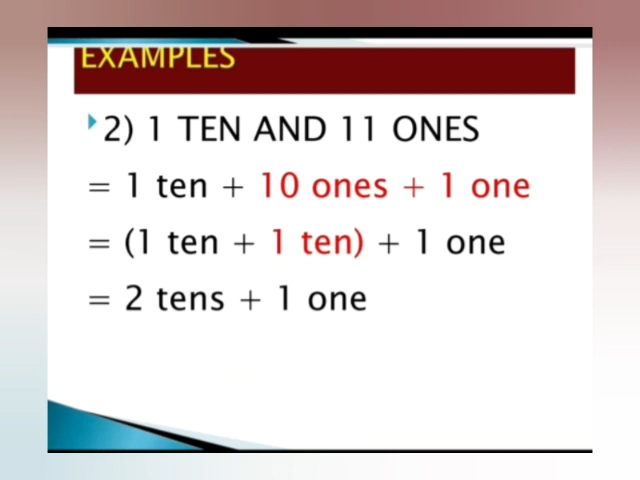 EXAMPLES
2) 1 TEN AND 11 ONES
= 1 ten + 10 ones + 1 one
= (1 ten + 1 ten) + 1 one
= 2 tens + 1 one